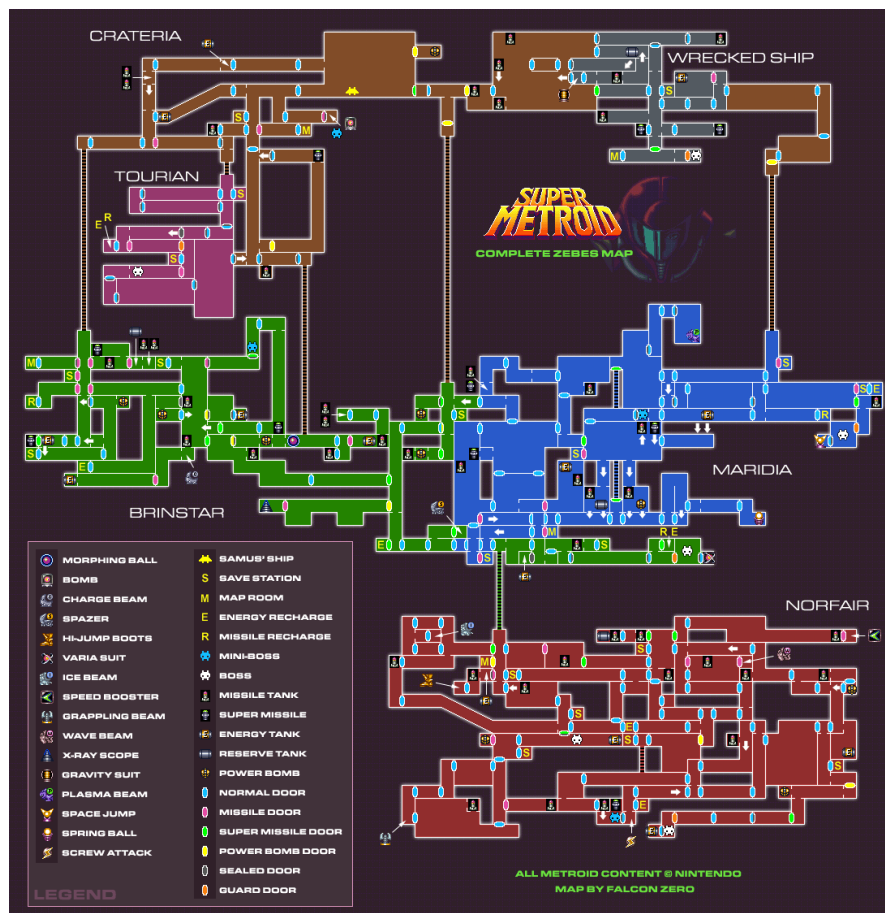 CRATERIA
WRECKED SHIP
TOURIAN
SUPER
METROID
COMPLETE ZEBES MAP
MARIDIA
BRINSTAR
NORFAIR
MORPHING BALL
BOMB
CHARGE BEAM
SPAZER
HI-JUMP BOOTS
VARIA SUIT
ICE BEAM
SPEED BOOSTER
GRAPPLING BEAM
WAVE BEAM
X-RAY SCOPE
GRAVITY SUIT
PLASMA BEAM
SPACE JUMP
SPRING BALL
SCREW ATTACK
SAMUS' SHIP
S SAVE STATION
M MAP ROOM
E ENERGY RECHARGE
R MISSILE RECHARGE
MINI-BOSS
BOSS
MISSILE TANK
SUPER MISSILE
ENERGY TANK
RESERVE TANK
POWER BOMB
NORMAL DOOR
MISSILE DOOR
SUPER MISSILE DOOR
POWER BOMB DOOR
SEALED DOOR
GUARD DOOR
LEGEND
ALL METROID CONTENT © NINTENDO
MAP BY FALCON ZERO